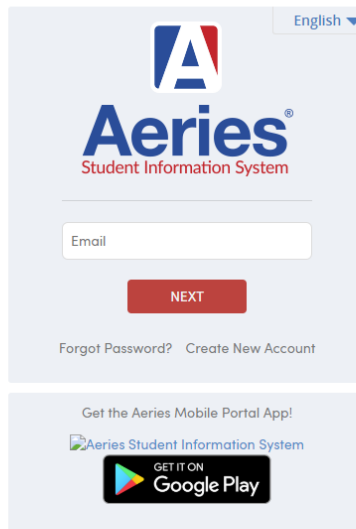 English
Aeries®
Student Information System
Email
NEXT
Forgot Password? Create New Account
Get the Aeries Mobile Portal App!
Aeries Student Information System
GET IT ON
Google Play